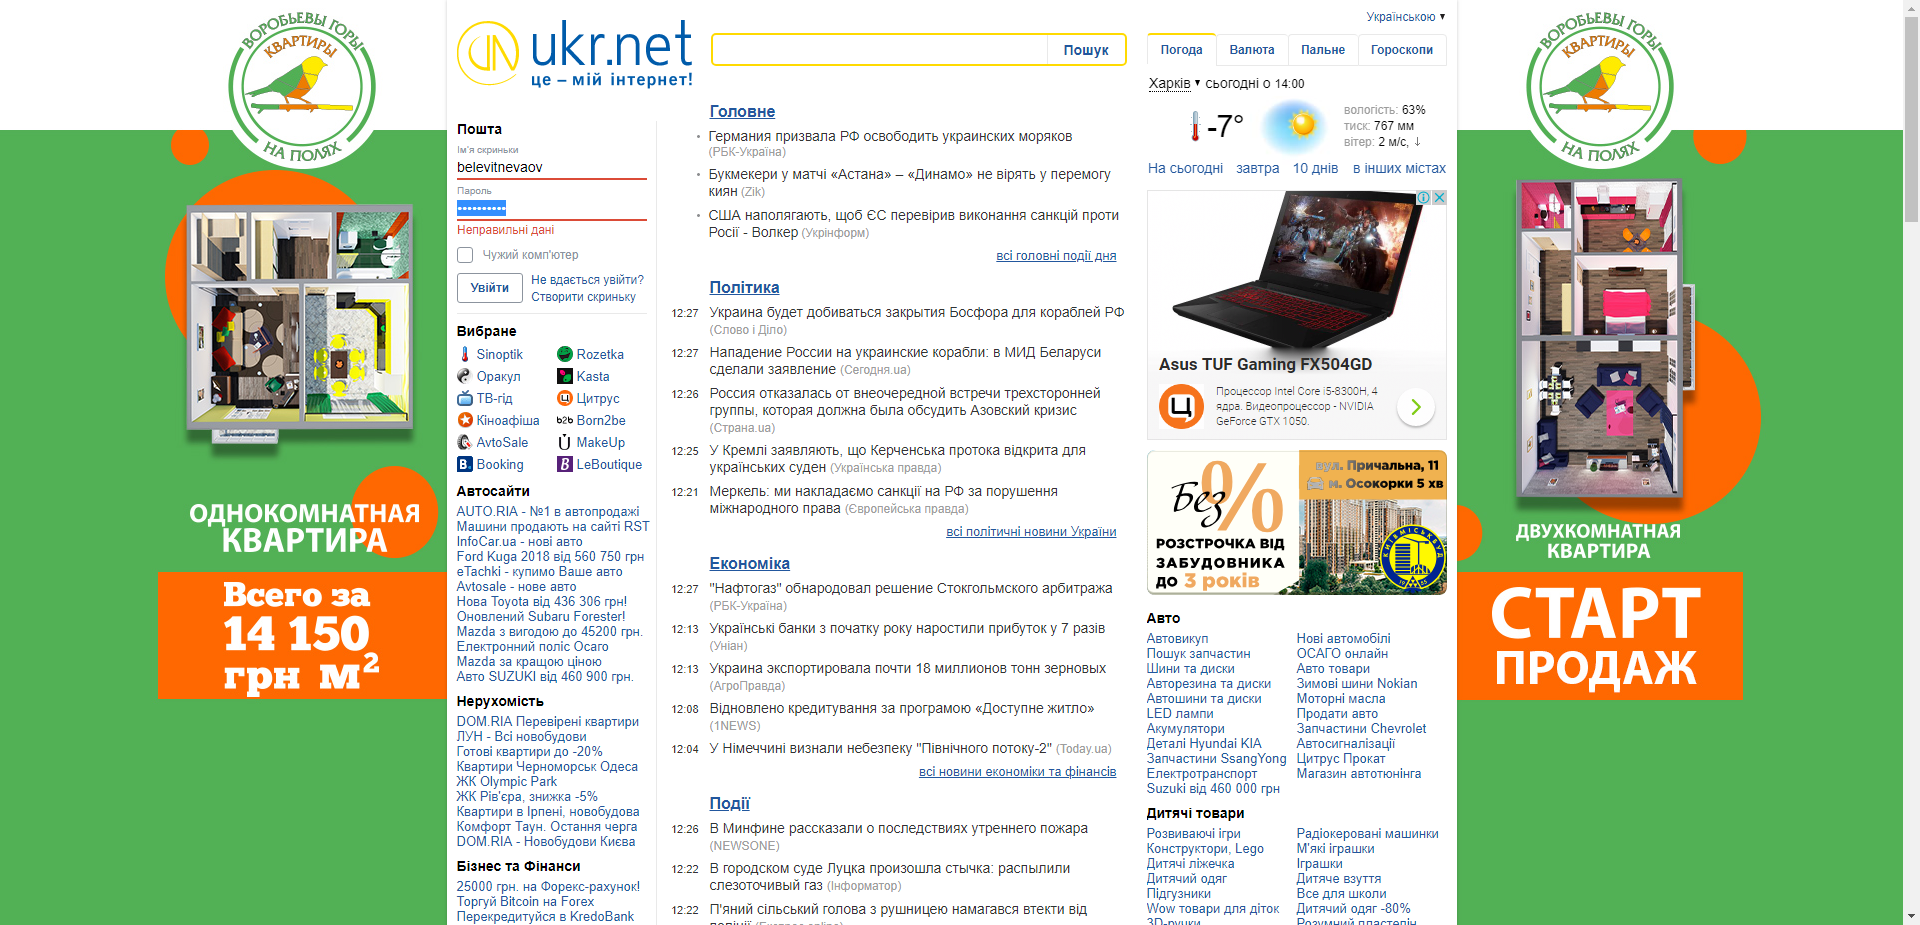 ВОРОБЬЕВЫ ГОРЫ
КВАРТИРЫ
НА ПОЛЯХ
ОДНОКОМНАТНАЯ
КВАРТИРА
Всего за
14 150
грн м²
ukr.net
це – мій інтернет!
Пошук
Українською ▼
Погода
Валюта
Пальне
Гороскопи
Харків ▼ сьогодні о 14:00
-7°
вологість: 63%
тиск: 767 мм
вітер: 2 м/с, ↓
На сьогодні завтра 10 днів в інших містах
Пошта
Ім'я скриньки
belevitnevaov
Пароль
•••••••••••
Неправильні дані
Чужий комп'ютер
Увійти
Не вдається увійти?
Створити скриньку
Вибране
Sinoptik
Rozetka
Оракул
Kasta
ТВ-гід
Цитрус
Кіноафіша
b2b Born2be
AvtoSale
MakeUp
B. Booking
B LeBoutique
Автосайти
AUTO.RIA - №1 в автопродажі
Машини продають на сайті RST
InfoCar.ua - нові авто
Ford Kuga 2018 від 560 750 грн
eTachki - купимо Ваше авто
Avtosale - нове авто
Нова Toyota від 436 306 грн!
Оновлений Subaru Forester!
Mazda з вигодою до 45200 грн.
Електронний поліс Осаго
Mazda за кращою ціною
Авто SUZUKI від 460 900 грн.
Нерухомість
DOM.RIA Перевірені квартири
ЛУН - Всі новобудови
Готові квартири до -20%
Квартири Черноморськ Одеса
ЖК Olympic Park
ЖК Рів'єра, знижка -5%
Квартири в Ірпені, новобудова
Комфорт Таун. Остання черга
DOM.RIA - Новобудови Києва
Бізнес та Фінанси
25000 грн. на Форекс-рахунок!
Торгуй Bitcoin на Forex
Перекредитуйся в KredoBank
Головне
Германия призвала РФ освободить украинских моряков
(РБК-Україна)
Букмекери у матчі «Астана» – «Динамо» не вірять у перемогу
киян (Zik)
США наполягають, щоб ЄС перевірив виконання санкцій проти
Росії - Волкер (Укрінформ)
всі головні події дня
Політика
12:27 Украина будет добиваться закрытия Босфора для кораблей РФ
(Слово і Діло)
12:27 Нападение России на украинские корабли: в МИД Беларуси
сделали заявление (Сегодня.ua)
12:26 Россия отказалась от внеочередной встречи трехсторонней
группы, которая должна была обсудить Азовский кризис
(Страна.ua)
12:25 У Кремлі заявляють, що Керченська протока відкрита для
українських суден (Українська правда)
12:21 Меркель: ми накладаємо санкції на РФ за порушення
міжнародного права (Європейська правда)
всі політичні новини України
Економіка
12:27 "Нафтогаз" обнародовал решение Стокгольмского арбитража
(РБК-Україна)
12:13 Українські банки з початку року наростили прибуток у 7 разів
(Уніан)
12:13 Украина экспортировала почти 18 миллионов тонн зерновых
(АгроПравда)
12:08 Відновлено кредитування за програмою «Доступне житло»
(1NEWS)
12:04 У Німеччині визнали небезпеку "Північного потоку-2" (Today.ua)
всі новини економіки та фінансів
Події
12:26 В Минфине рассказали о последствиях утреннего пожара
(NEWSONE)
12:22 В городском суде Луцка произошла стычка: распылили
слезоточивый газ (Інформатор)
12:22 П'яний сільський голова з рушницею намагався втекти від
поліції (Експрес online)
Asus TUF Gaming FX504GD
Ц
Процессор Intel Core i5-8300H, 4
ядра. Видеопроцессор - NVIDIA
GeForce GTX 1050.
Без %
вул. Причальна, 11
м. Осокорки 5 хв
РОЗСТРОЧКА ВІД
ЗАБУДОВНИКА
до 3 років
КИЇВМІСЬКБУД
Авто
Автовикуп
Пошук запчастин
Шини та диски
Авторезина та диски
Автошини та диски
LED лампи
Акумулятори
Деталі Hyundai KIA
Запчастини SsangYong
Електротранспорт
Suzuki від 460 000 грн
Нові автомобілі
ОСАГО онлайн
Авто товари
Зимові шини Nokian
Моторні масла
Продати авто
Запчастини Chevrolet
Автосигналізації
Цитрус Прокат
Магазин автотюнінга
Дитячі товари
Розвиваючі ігри
Конструктори, Lego
Дитячі ліжечка
Дитячий одяг
Підгузники
Wow товари для діток
3D-ручки
Радіокеровані машинки
М'які іграшки
Іграшки
Дитяче взуття
Все для школи
Дитячий одяг -80%
Розумний пластелін
ВОРОБЬЕВЫ ГОРЫ
КВАРТИРЫ
НА ПОЛЯХ
ДВУХКОМНАТНАЯ
КВАРТИРА
СТАРТ
ПРОДАЖ